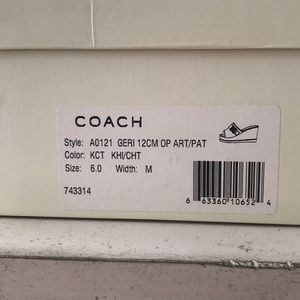 COACH
Style: A0121 GERI 12CM OP ART/PAT
Color: KCT KHI/CHT
Size: 6.0 Width: M
743314
6 63360 10652 4